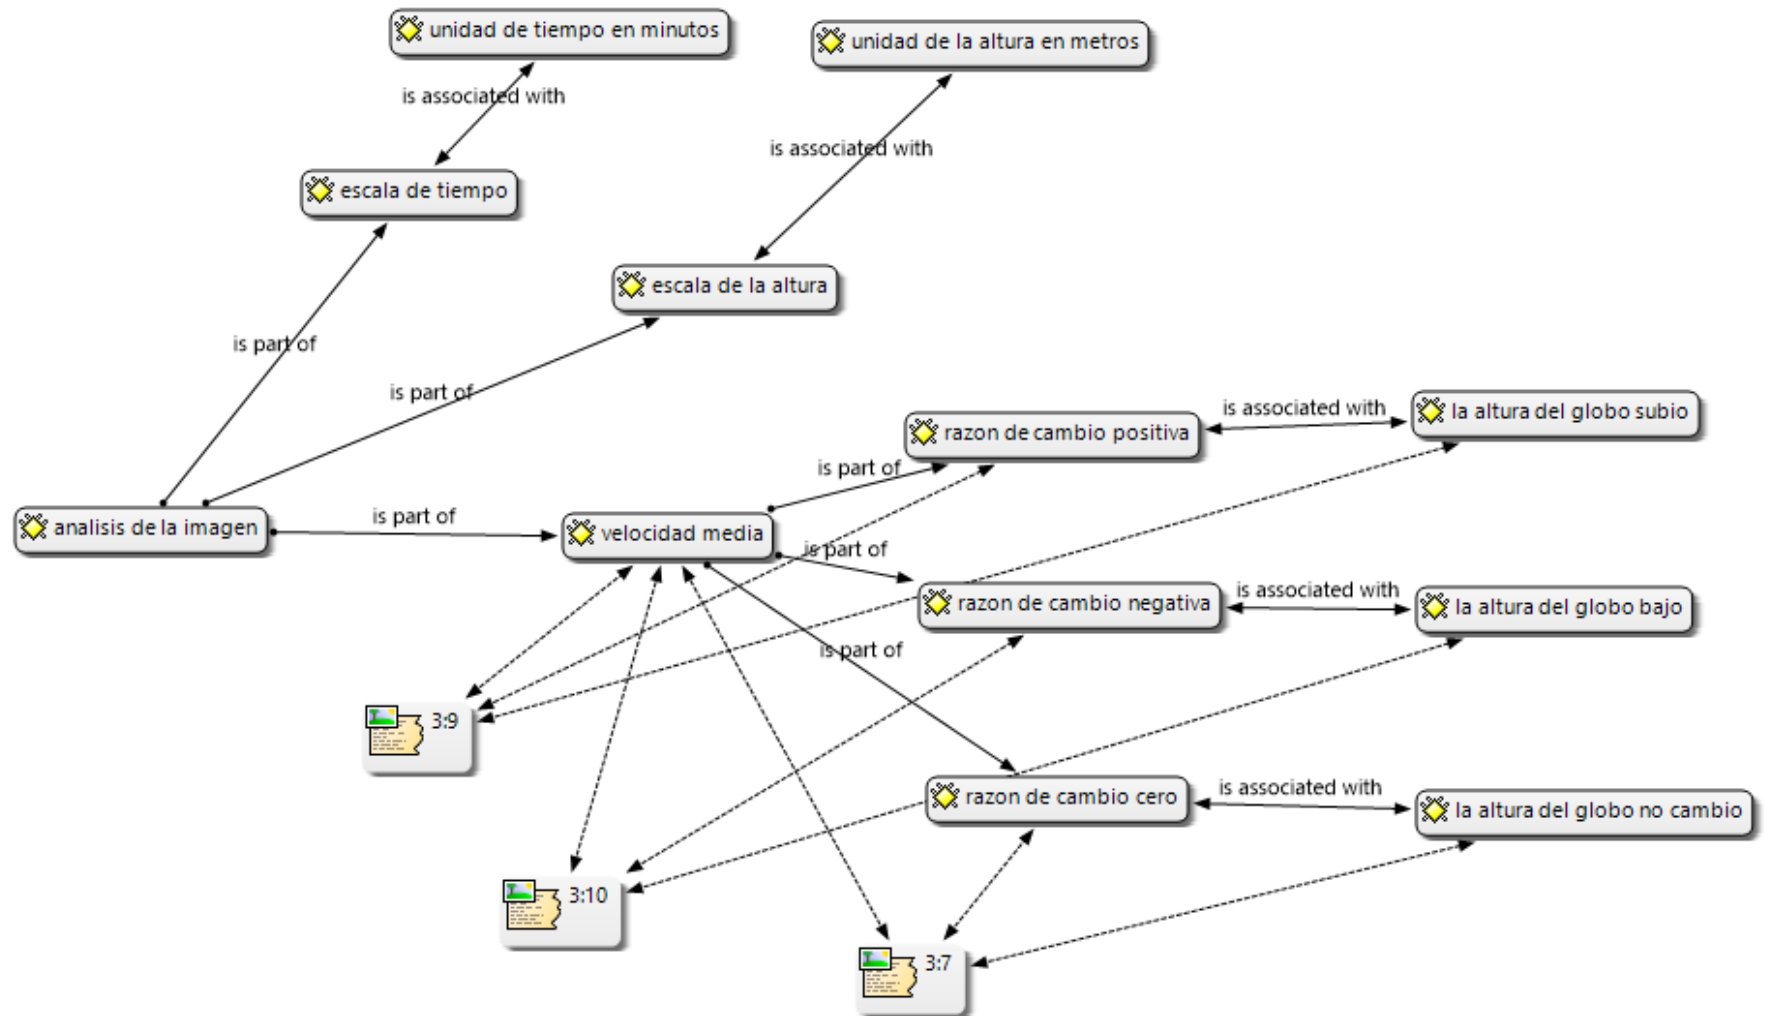 unidad de tiempo en minutos
unidad de la altura en metros
is associated with
is associated with
escala de tiempo
escala de la altura
is part of
is part of
la altura del globo subio
is associated with
razon de cambio positiva
is part of
analisis de la imagen
is part of
velocidad media
is part of
razon de cambio negativa
is associated with
la altura del globo bajo
is part of
3:9
razon de cambio cero
is associated with
la altura del globo no cambio
3:10
3:7